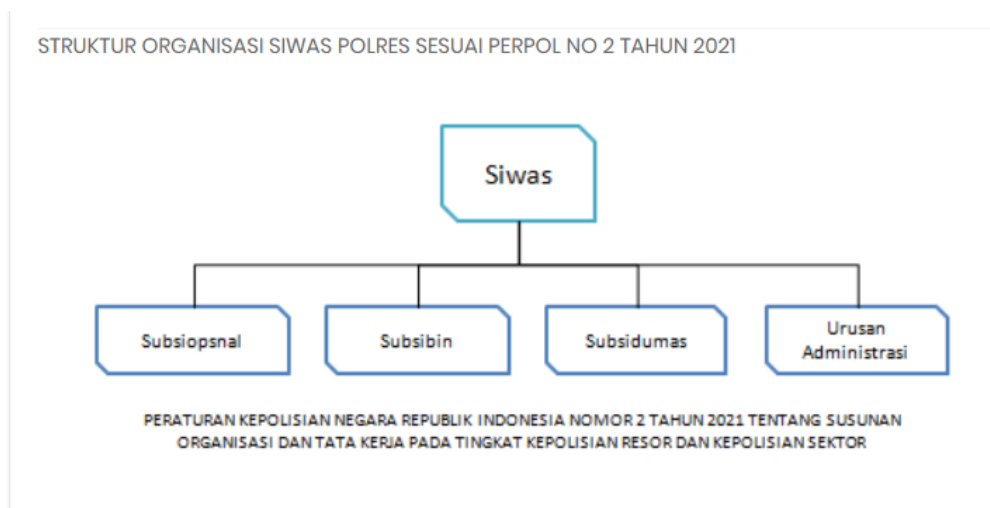 STRUKTUR ORGANISASI SIWAS POLRES SESUAI PERPOL NO 2 TAHUN 2021
Siwas
Subsiopsnal
Subsibin
Subsidumas
Urusan
Administrasi
PERATURAN KEPOLISIAN NEGARA REPUBLIK INDONESIA NOMOR 2 TAHUN 2021 TENTANG SUSUNAN
ORGANISASI DAN TATA KERJA PADA TINGKAT KEPOLISIAN RESOR DAN KEPOLISIAN SEKTOR